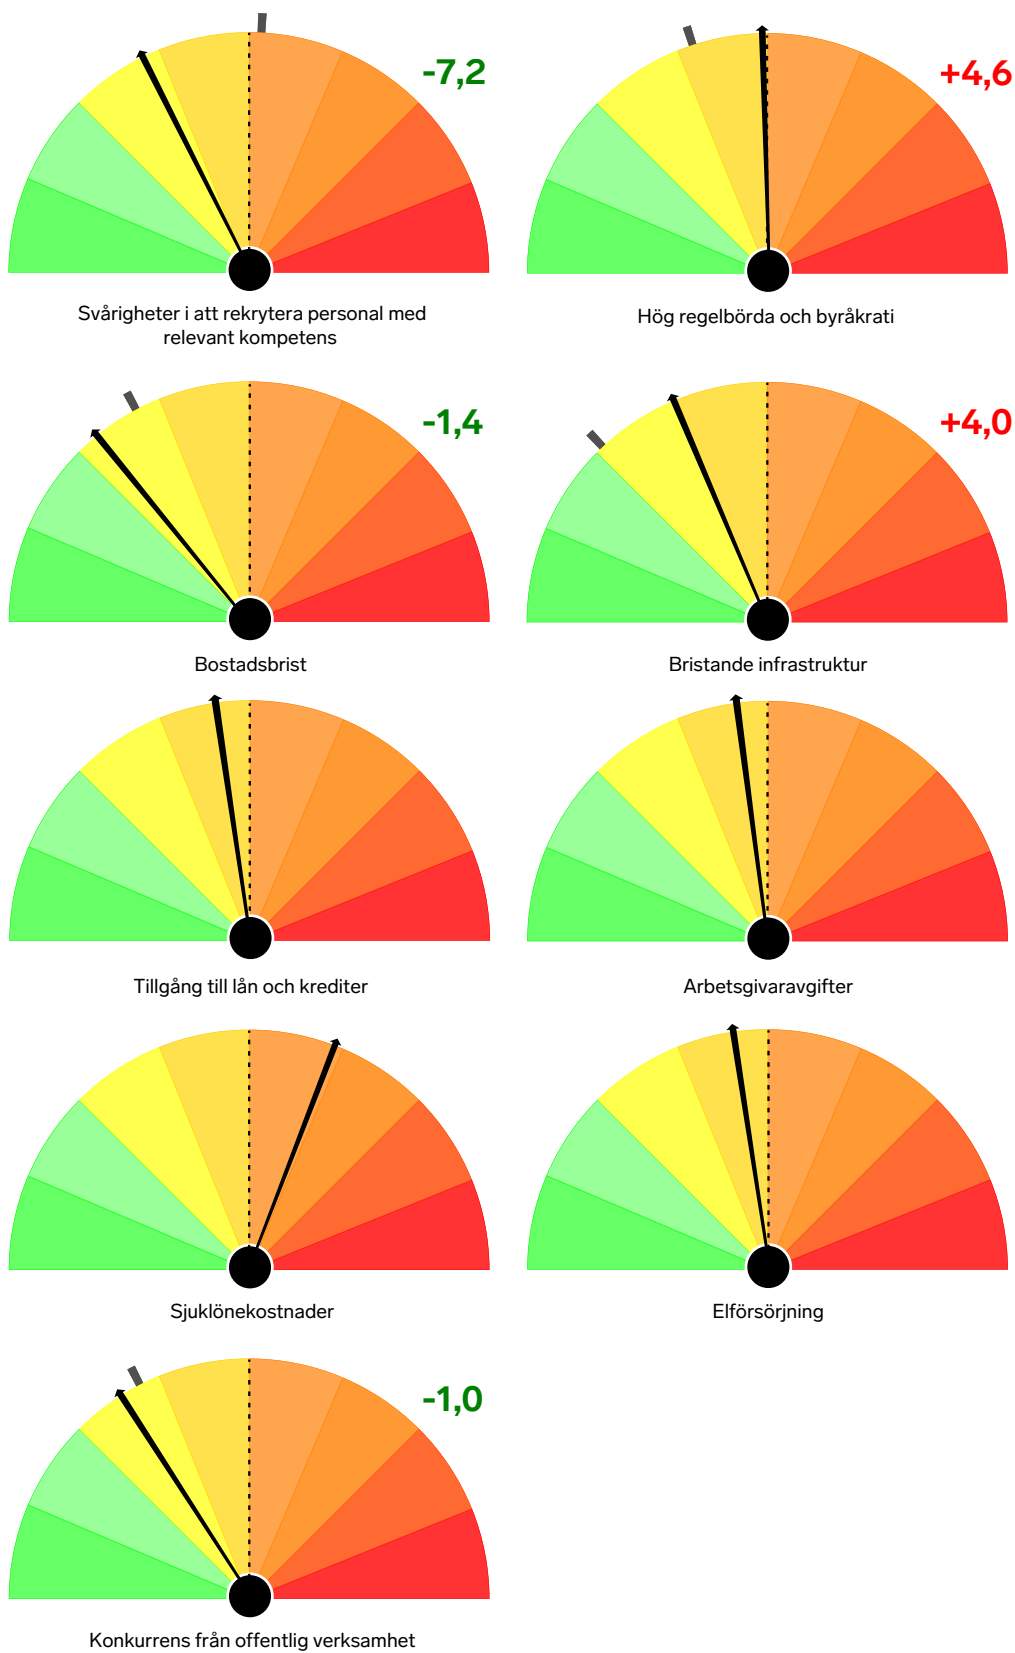 -7,2
+4,6
Svårigheter i att rekrytera personal med
relevant kompetens
Hög regelbörda och byråkrati
-1,4
+4,0
Bostadsbrist
Bristande infrastruktur
Tillgång till lån och krediter
Arbetsgivaravgifter
Sjuklönekostnader
Elförsörjning
-1,0
Konkurrens från offentlig verksamhet